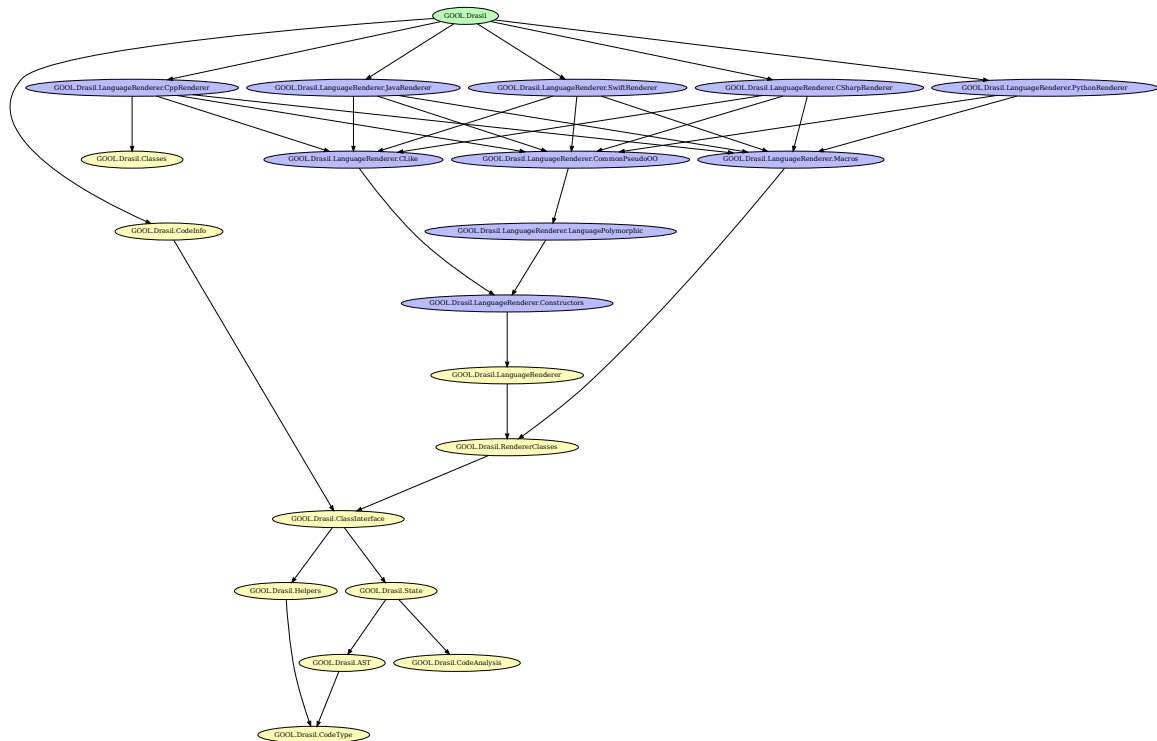 GOOL.Drasil
GOOL.Drasil.LanguageRenderer.CppRenderer
GOOL.Drasil.LanguageRenderer.JavaRenderer
GOOL.Drasil.LanguageRenderer.SwiftRenderer
GOOL.Drasil.LanguageRenderer.CSharpRenderer
GOOL.Drasil.LanguageRenderer.PythonRenderer
GOOL.Drasil.Classes
GOOL.Drasil.LanguageRenderer.CLike
GOOL.Drasil.LanguageRenderer.CommonPseudoOO
GOOL.Drasil.LanguageRenderer.Macros
GOOL.Drasil.CodeInfo
GOOL.Drasil.LanguageRenderer.LanguagePolymorphic
GOOL.Drasil.LanguageRenderer.Constructors
GOOL.Drasil.LanguageRenderer
GOOL.Drasil.RendererClasses
GOOL.Drasil.ClassInterface
GOOL.Drasil.Helpers
GOOL.Drasil.State
GOOL.Drasil.AST
GOOL.Drasil.CodeAnalysis
GOOL.Drasil.CodeType